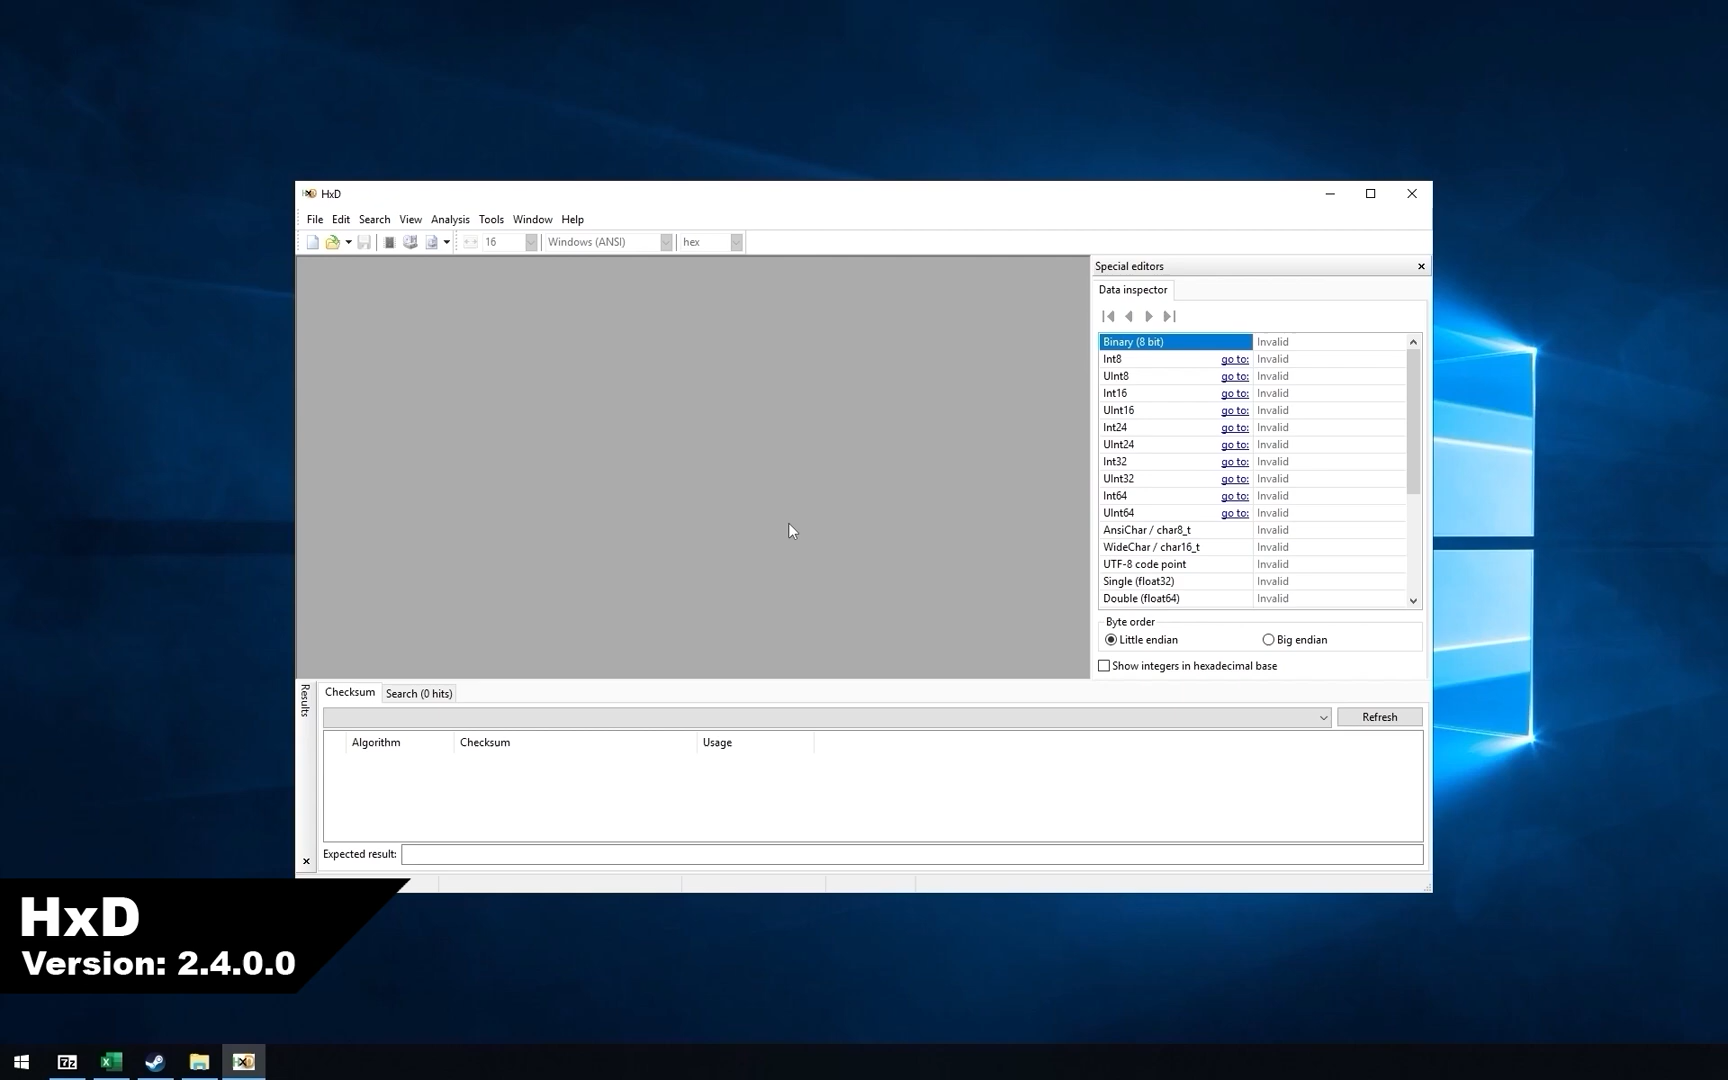 HxD
File Edit Search View Analysis Tools Window Help
16 Windows (ANSI) hex
Special editors
Data inspector
Binary (8 bit) Invalid
Int8 go to: Invalid
UInt8 go to: Invalid
Int16 go to: Invalid
UInt16 go to: Invalid
Int24 go to: Invalid
UInt24 go to: Invalid
Int32 go to: Invalid
UInt32 go to: Invalid
Int64 go to: Invalid
UInt64 go to: Invalid
AnsiChar / char8_t Invalid
WideChar / char16_t Invalid
UTF-8 code point Invalid
Single (float32) Invalid
Double (float64) Invalid
Byte order
Little endian Big endian
Show integers in hexadecimal base
Results
Checksum Search (0 hits)
Refresh
Algorithm Checksum Usage
Expected result:
HxD
Version: 2.4.0.0
7z